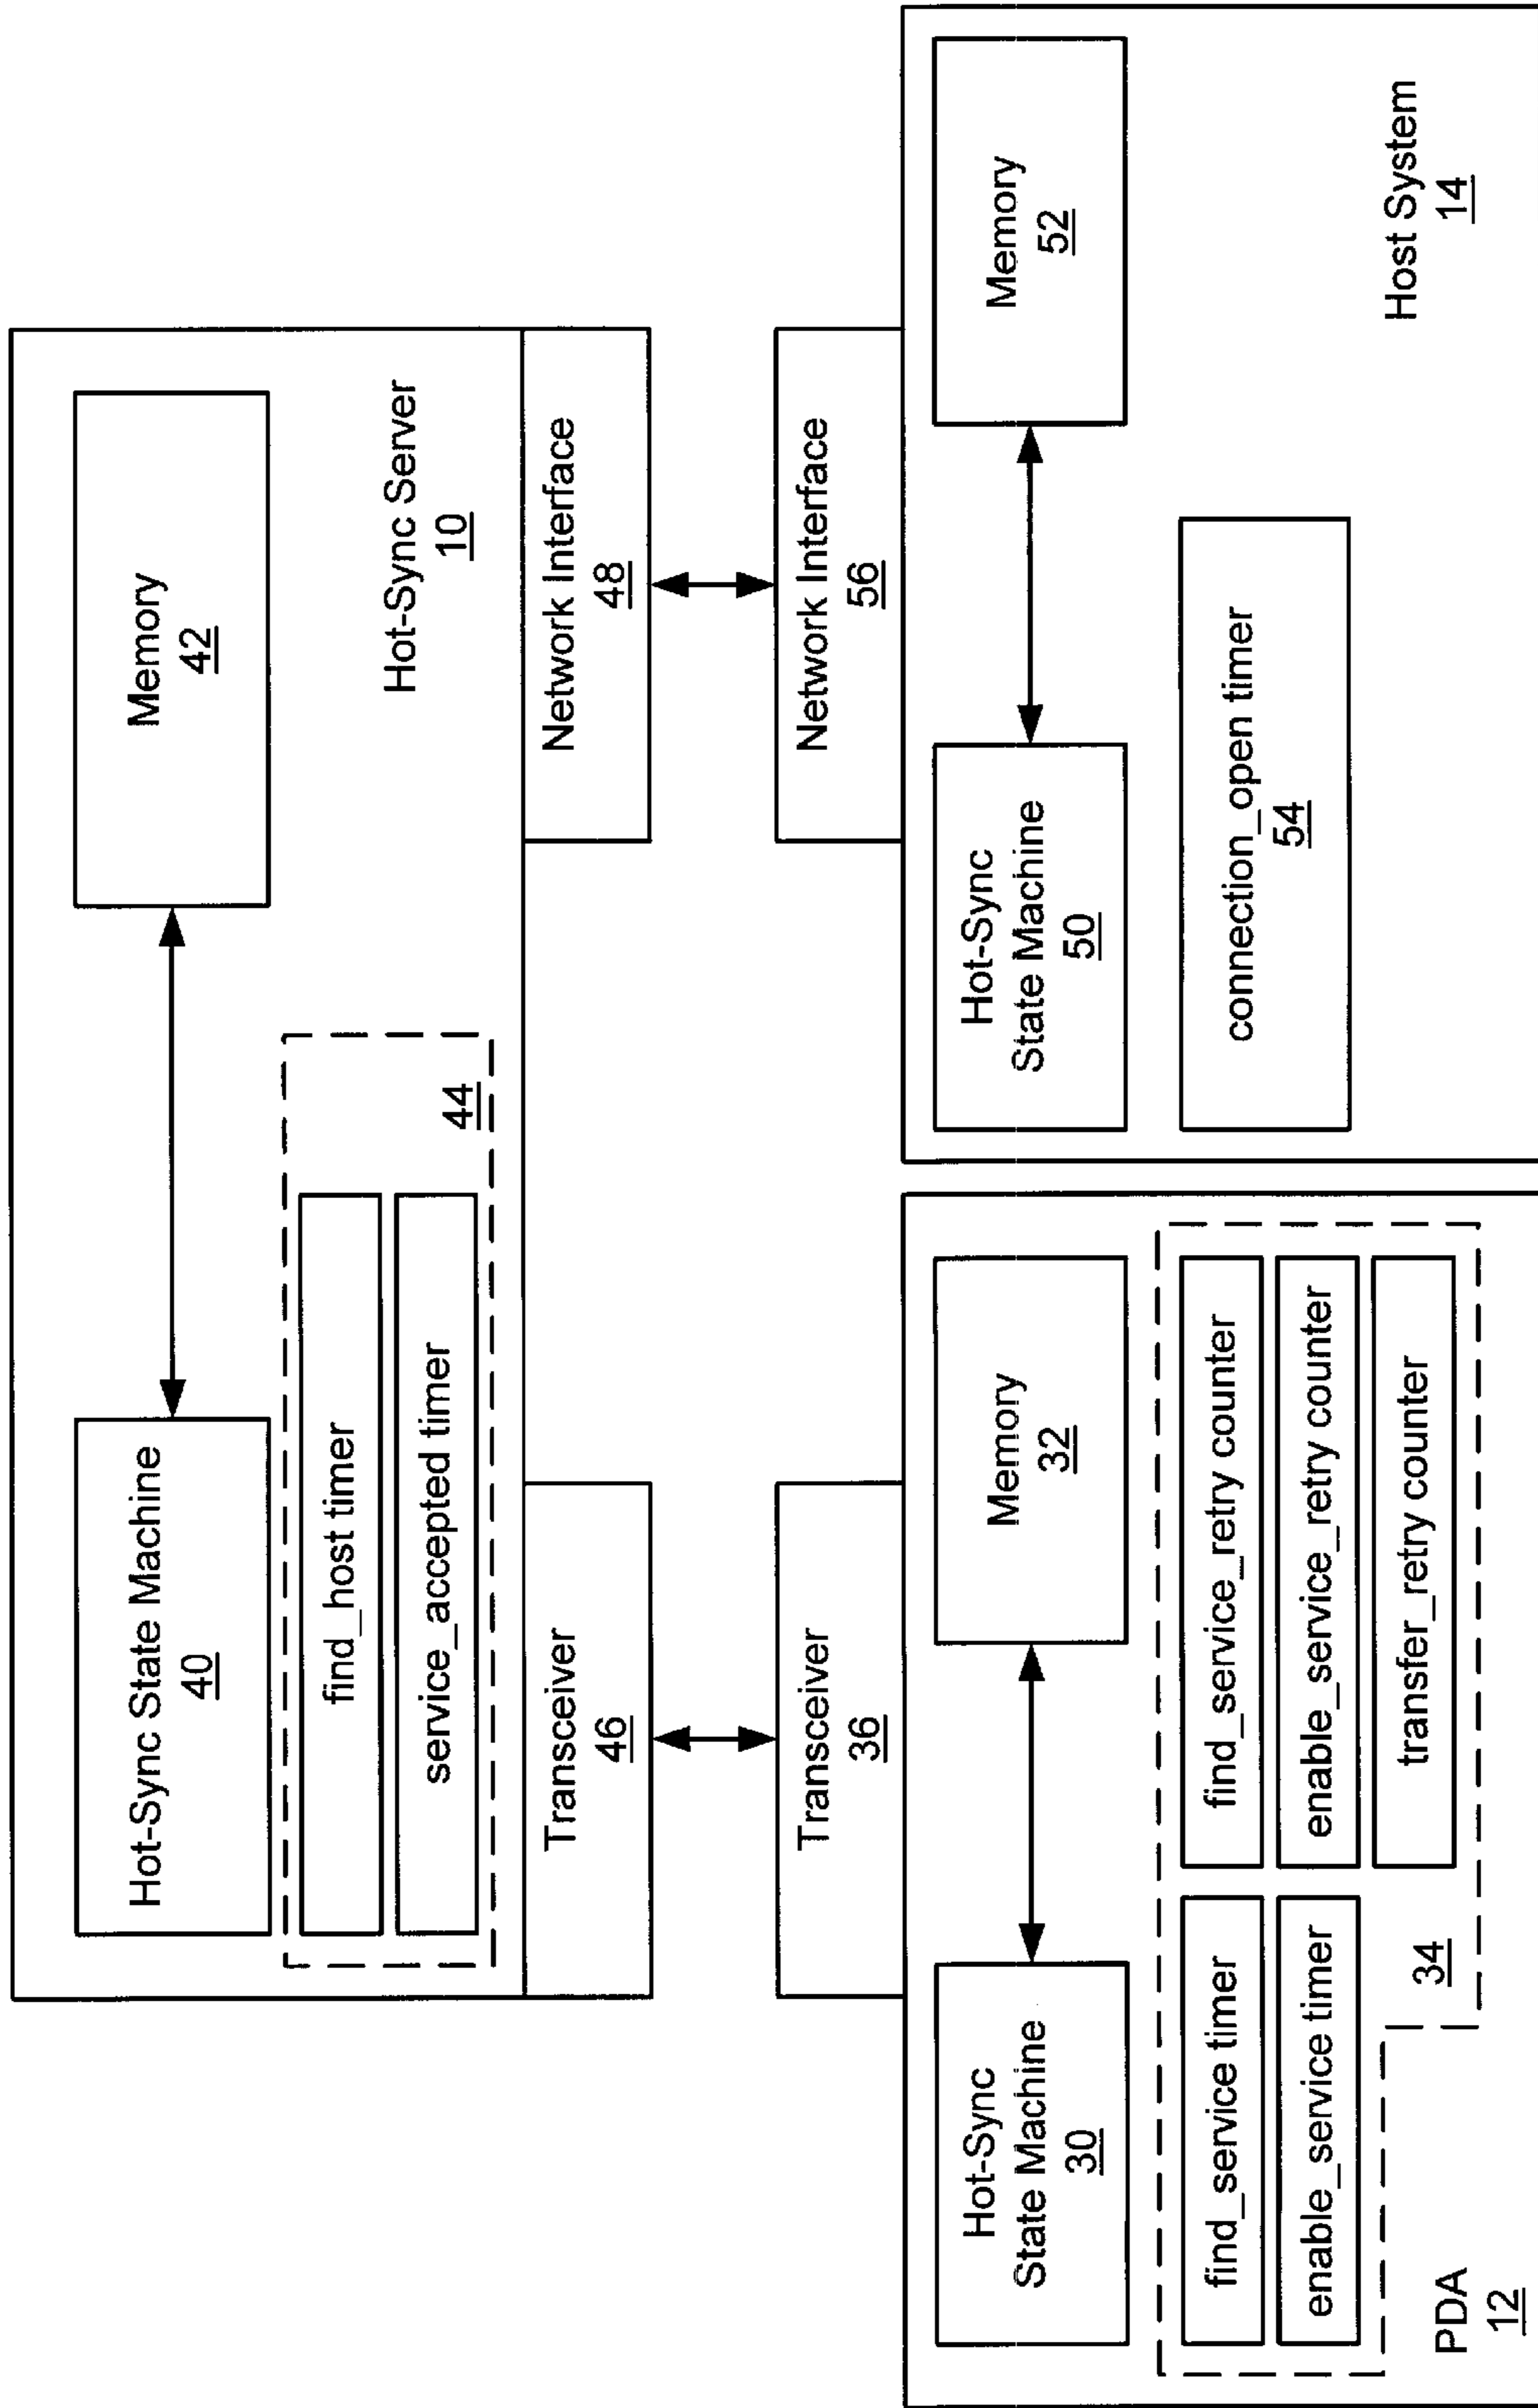 Hot-Sync State Machine
40
Memory
42
find_host timer
service_accepted timer
44
Hot-Sync Server
10
Transceiver
46
Network Interface
48
Transceiver
36
Network Interface
56
Hot-Sync
State Machine
30
Memory
32
find_service timer
enable_service timer
find_service_retry counter
enable_service_retry counter
transfer_retry counter
34
PDA
12
Hot-Sync
State Machine
50
Memory
52
connection_open timer
54
Host System
14